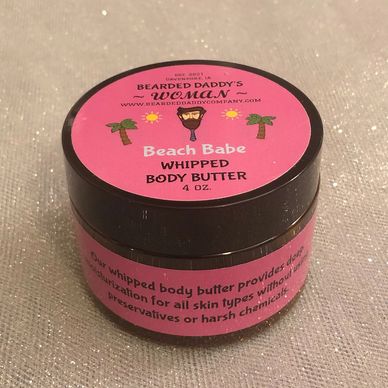 EST. 2021
DAVENPORT, IA
BEARDED DADDY'S
~ WOMAN ~
WWW.BEARDEDDADDYCOMPANY.COM
Beach Babe
WHIPPED
BODY BUTTER
4 OZ.
Our whipped body butter provides deep
moisturization for all skin types without
preservatives or harsh chemicals.